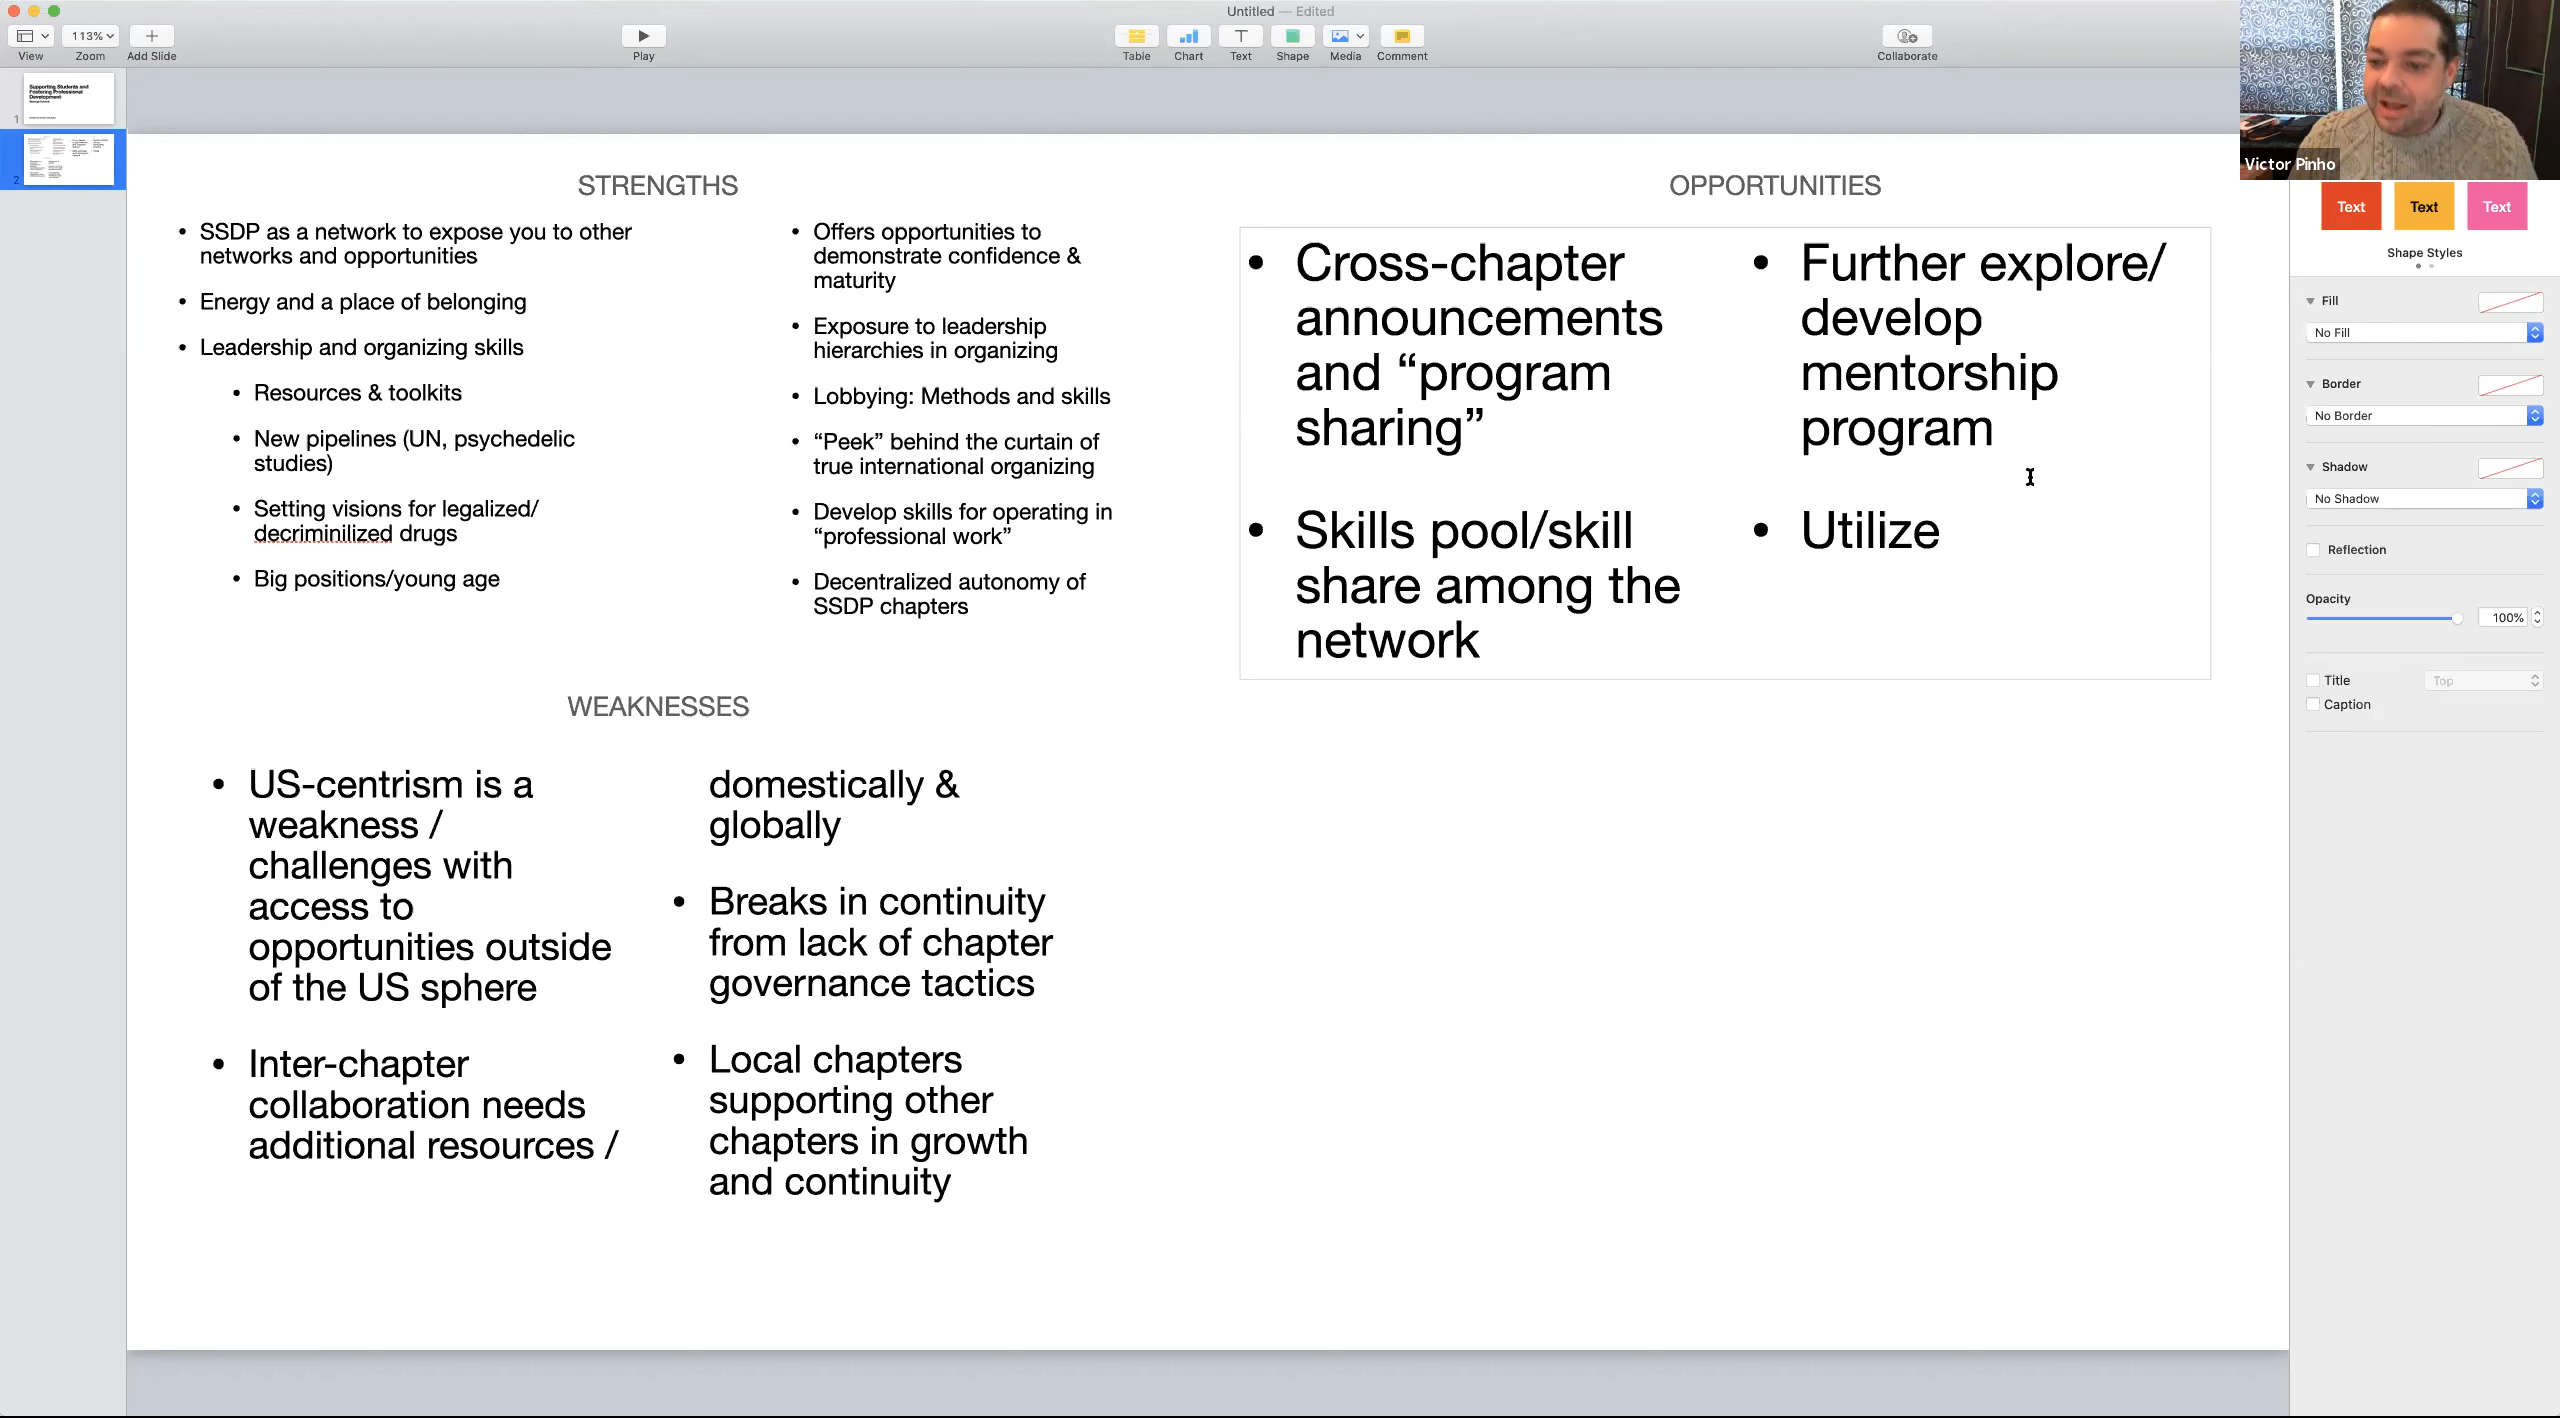 Untitled — Edited
View
113%
Zoom
Add Slide
Play
Table
Chart
Text
Shape
Media
Comment
Collaborate
Victor Pinho
1
Supporting Students and
Fostering Professional
Development
2
STRENGTHS
• SSDP as a network to expose you to other
networks and opportunities
• Energy and a place of belonging
• Leadership and organizing skills
• Resources & toolkits
• New pipelines (UN, psychedelic
studies)
• Setting visions for legalized/
decriminilized drugs
• Big positions/young age
• Offers opportunities to
demonstrate confidence &
maturity
• Exposure to leadership
hierarchies in organizing
• Lobbying: Methods and skills
• “Peek” behind the curtain of
true international organizing
• Develop skills for operating in
“professional work”
• Decentralized autonomy of
SSDP chapters
OPPORTUNITIES
• Cross-chapter
announcements
and “program
sharing”
• Skills pool/skill
share among the
network
• Further explore/
develop
mentorship
program
• Utilize
WEAKNESSES
• US-centrism is a
weakness /
challenges with
access to
opportunities outside
of the US sphere
• Inter-chapter
collaboration needs
additional resources /
domestically &
globally
• Breaks in continuity
from lack of chapter
governance tactics
• Local chapters
supporting other
chapters in growth
and continuity
Text
Text
Text
Shape Styles
Fill
No Fill
Border
No Border
Shadow
No Shadow
Reflection
Opacity
100%
Title
Top
Caption